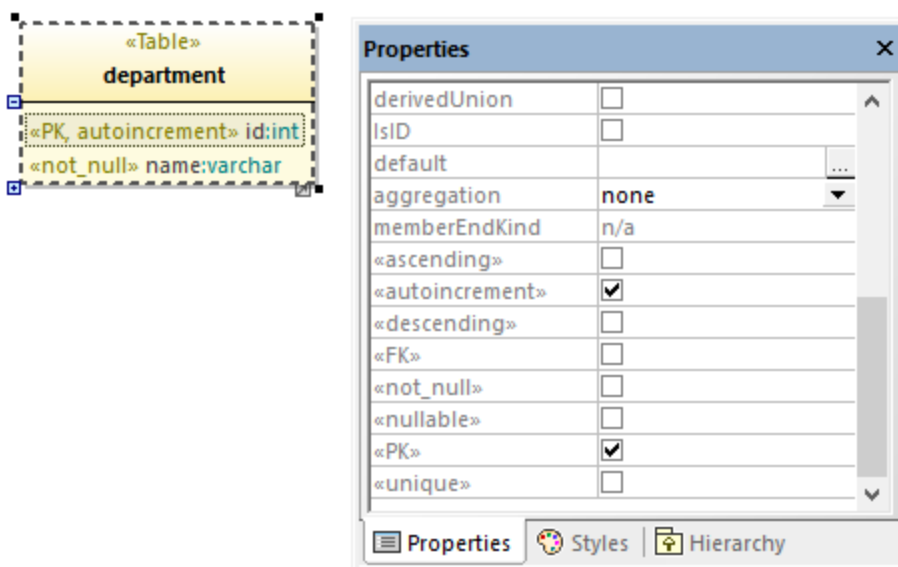 «Table»
department
«PK, autoincrement» id:int
«not_null» name:varchar
Properties
derivedUnion
IsID
default ...
aggregation none
memberEndKind n/a
«ascending»
«autoincrement»
«descending»
«FK»
«not_null»
«nullable»
«PK»
«unique»
Properties Styles Hierarchy